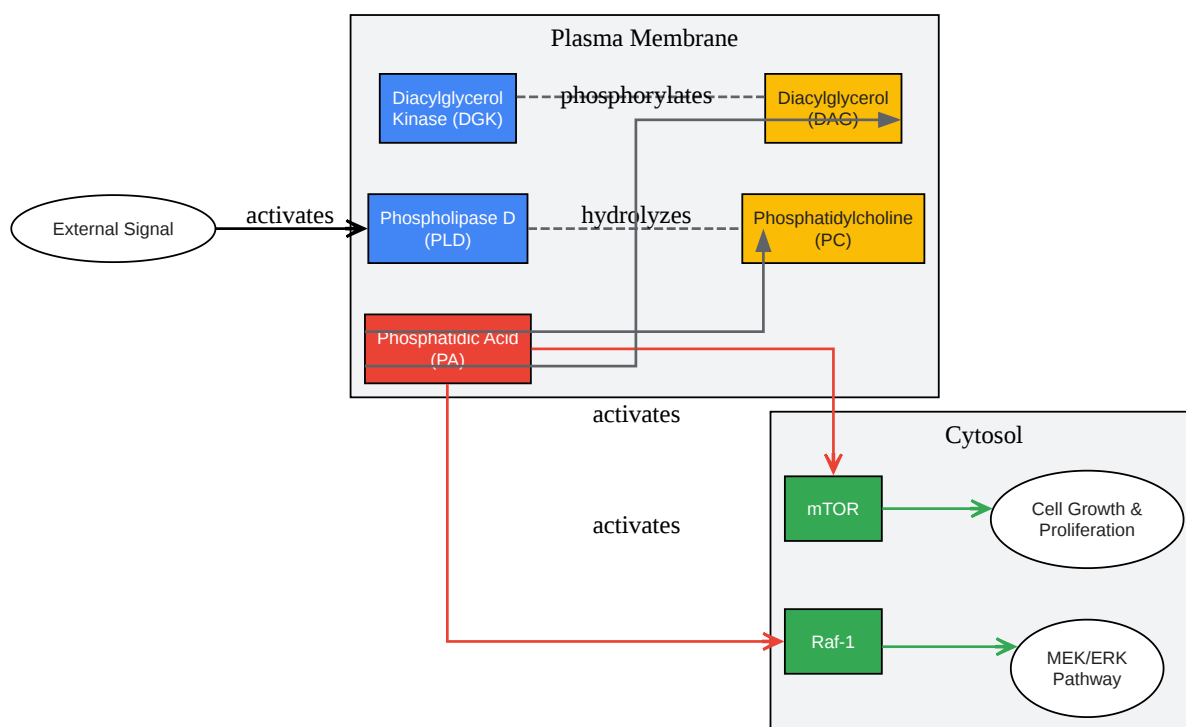 Plasma Membrane
Diacylglycerol
Kinase (DGK)
phosphorylates
Diacylglycerol
(DAG)
External Signal
activates
Phospholipase D
(PLD)
hydrolyzes
Phosphatidylcholine
(PC)
Phosphatidic Acid
(PA)
activates
Cytosol
mTOR
Cell Growth &
Proliferation
activates
Raf-1
MEK/ERK
Pathway